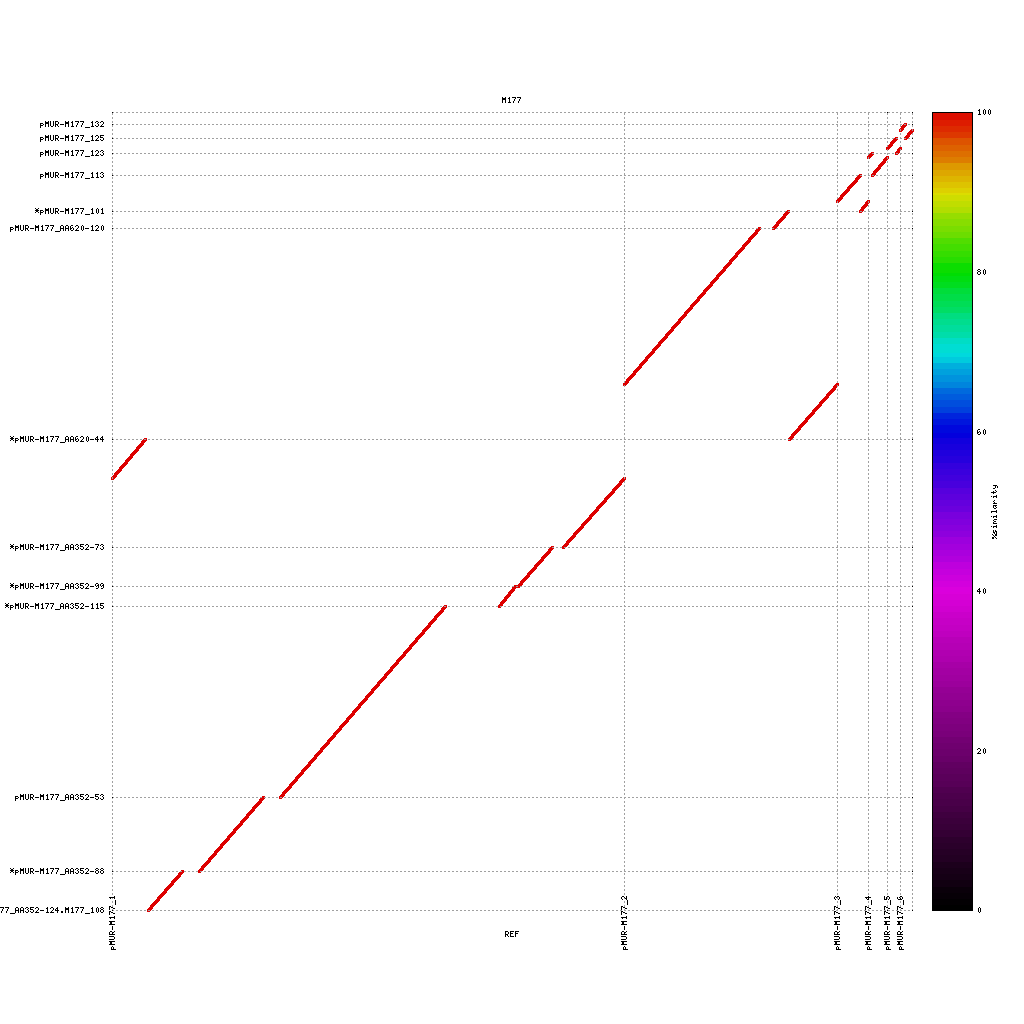 M177
pMUR-M177_132
pMUR-M177_125
pMUR-M177_123
pMUR-M177_113
*pMUR-M177_101
pMUR-M177_AA620-120
*pMUR-M177_AA620-44
*pMUR-M177_AA352-73
*pMUR-M177_AA352-99
*pMUR-M177_AA352-115
pMUR-M177_AA352-53
*pMUR-M177_AA352-88
77_AA352-124.M177_108
pMUR-M177_1
pMUR-M177_2
pMUR-M177_3
pMUR-M177_4
pMUR-M177_5
pMUR-M177_6
REF
100
80
60
40
20
0
%similarity